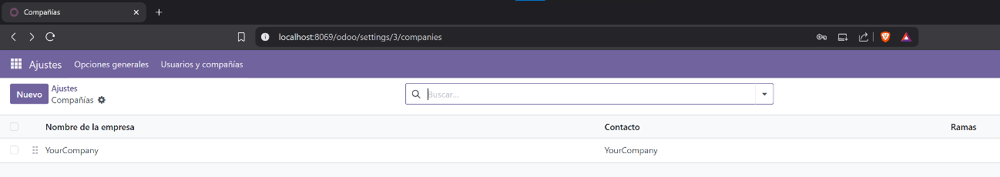 Compañías
localhost:8069/odoo/settings/3/companies
Ajustes Opciones generales Usuarios y compañías
Nuevo Ajustes
Compañías
Buscar...
Nombre de la empresa Contacto Ramas
YourCompany YourCompany